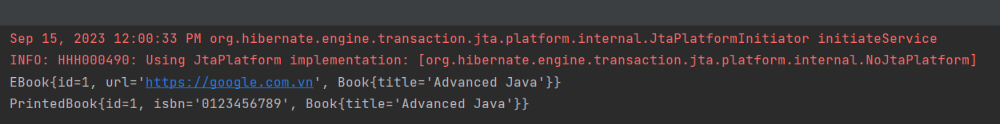 Sep 15, 2023 12:00:33 PM org.hibernate.engine.transaction.jta.platform.internal.JtaPlatformInitiator initiateService
INFO: HHH000490: Using JtaPlatform implementation: [org.hibernate.engine.transaction.jta.platform.internal.NoJtaPlatform]
EBook{id=1, url='https://google.com.vn', Book{title='Advanced Java'}}
PrintedBook{id=1, isbn='0123456789', Book{title='Advanced Java'}}